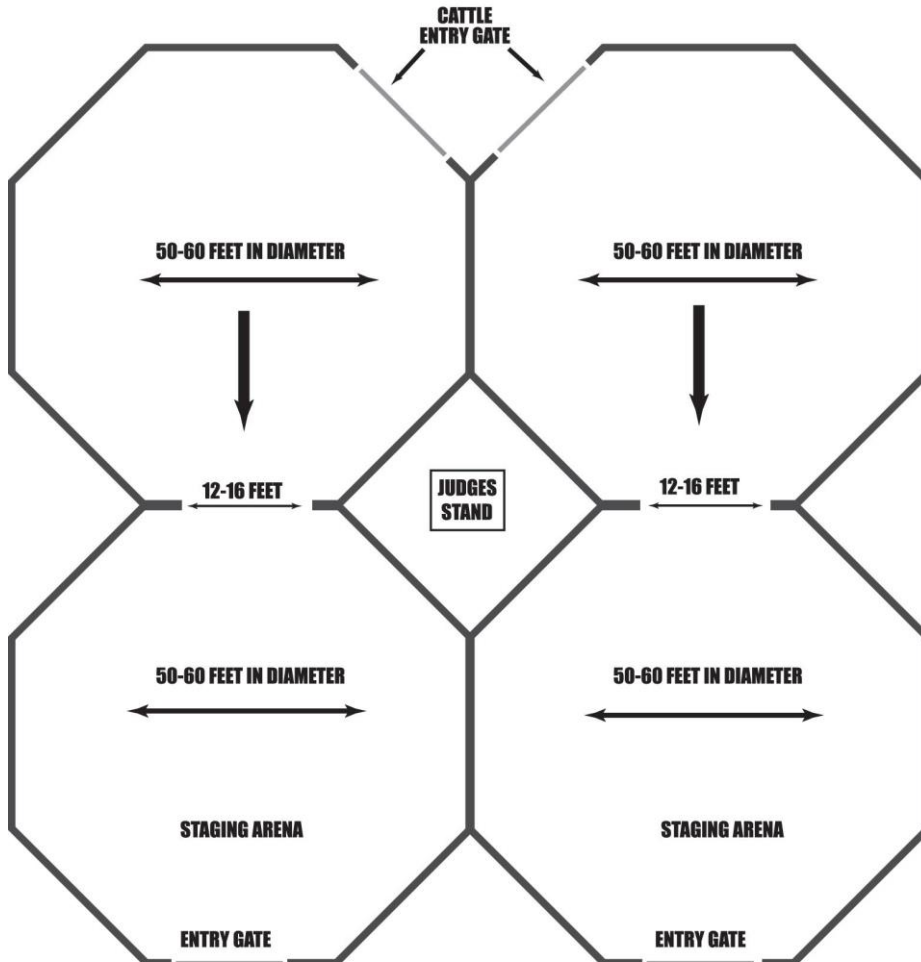 CATTLE
ENTRY GATE
50-60 FEET IN DIAMETER
50-60 FEET IN DIAMETER
12-16 FEET
JUDGES
STAND
12-16 FEET
50-60 FEET IN DIAMETER
50-60 FEET IN DIAMETER
STAGING ARENA
STAGING ARENA
ENTRY GATE
ENTRY GATE